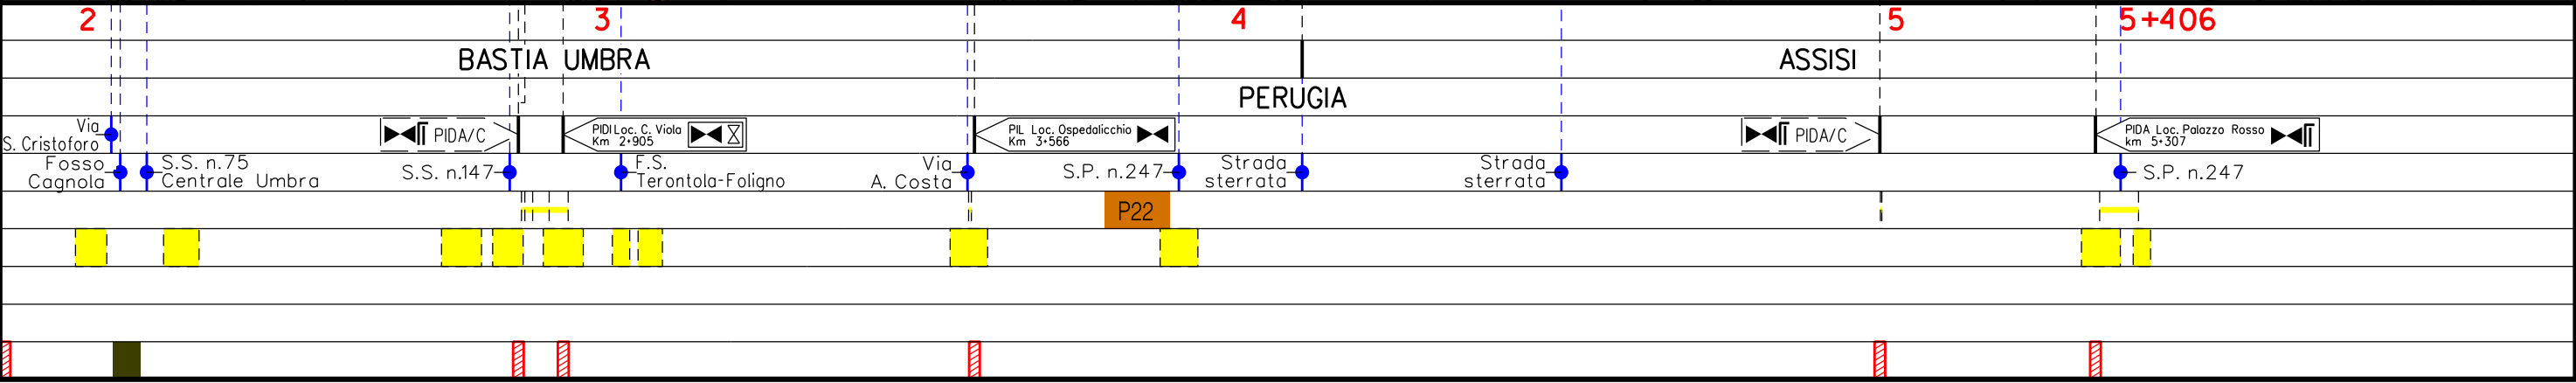 2 3 4 5 5+406
BASTIA UMBRA ASSISI
PERUGIA
Via
S. Cristoforo
PIDA/C
PIDI Loc. C. Viola
Km 2+905
PIL Loc. Ospedalicchio
Km 3+566
PIDA/C
PIDA Loc. Palazzo Rosso
km 5+307
Fosso
Cagnola
S.S. n.75
Centrale Umbra
S.S. n.147
F.S.
Terontola-Foligno
Via
A. Costa
S.P. n.247
Strada
sterrata
Strada
sterrata
S.P. n.247
P22